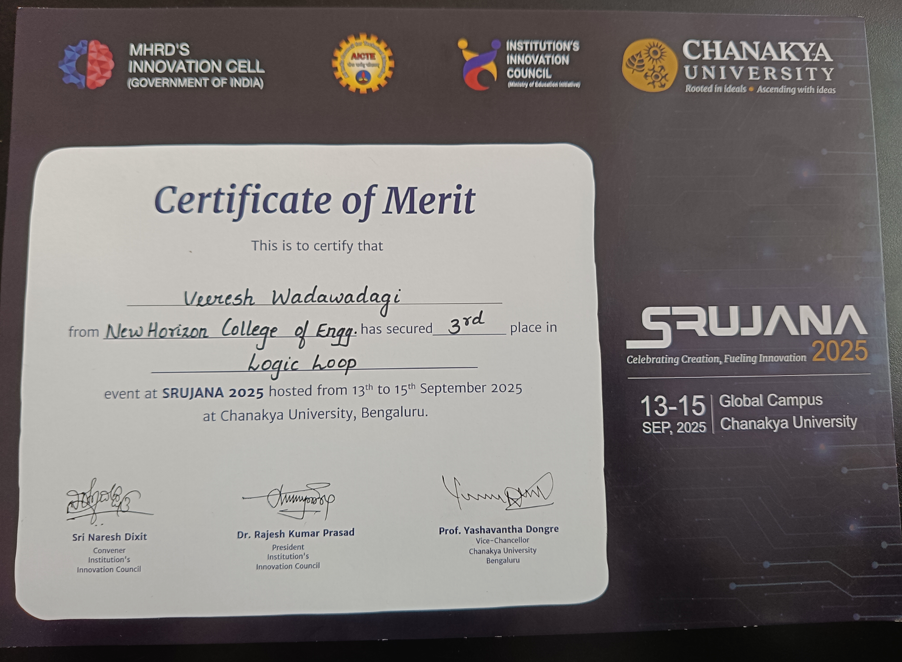 MHRD'S
INNOVATION CELL
(GOVERNMENT OF INDIA)
AICTE
INSTITUTION'S
INNOVATION
COUNCIL
(Ministry of Education Initiative)
CHANAKYA
UNIVERSITY
Rooted in ideals • Ascending with ideas
Certificate of Merit
This is to certify that
Veeresh Wadawadagi
from New Horizon College of Engg. has secured 3rd place in
Logic Loop
event at SRUJANA 2025 hosted from 13th to 15th September 2025
at Chanakya University, Bengaluru.
Sri Naresh Dixit
Convener
Institution's
Innovation Council
Dr. Rajesh Kumar Prasad
President
Institution's
Innovation Council
Prof. Yashavantha Dongre
Vice-Chancellor
Chanakya University
Bengaluru
SRUJANA
Celebrating Creation, Fueling Innovation 2025
13-15
SEP, 2025
Global Campus
Chanakya University